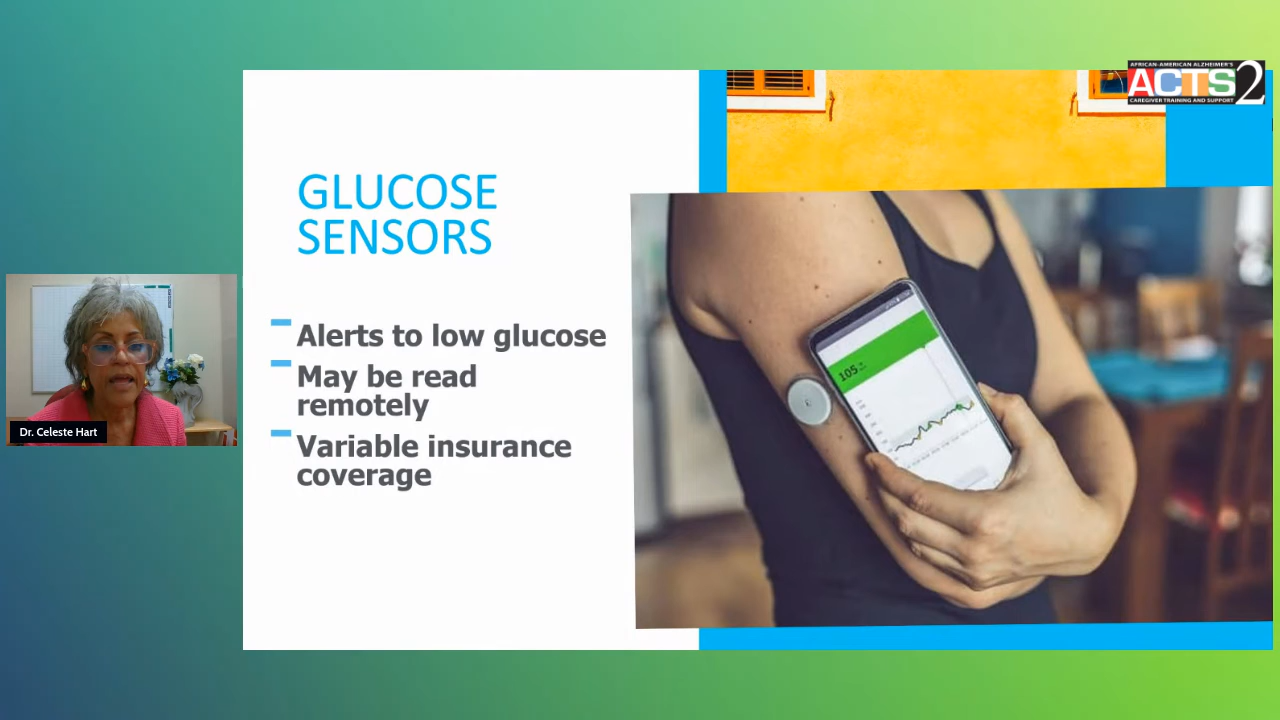 AFRICAN-AMERICAN ALZHEIMER'S
ACTS2
CAREGIVER TRAINING AND SUPPORT
GLUCOSE
SENSORS
Alerts to low glucose
May be read
remotely
Variable insurance
coverage
Dr. Celeste Hart
105